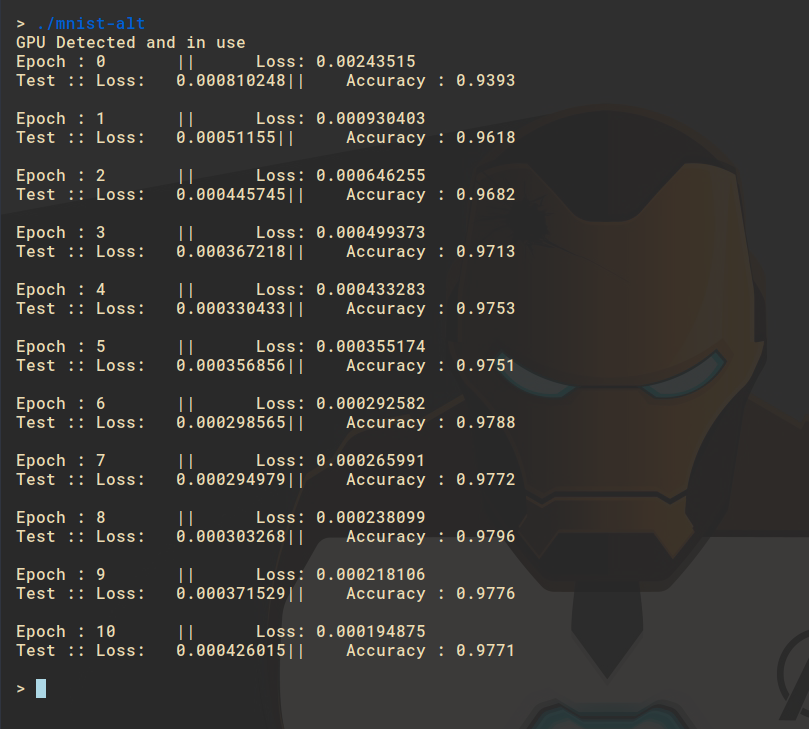 > ./mnist-alt
GPU Detected and in use
Epoch : 0 || Loss: 0.00243515
Test :: Loss: 0.000810248|| Accuracy : 0.9393
Epoch : 1 || Loss: 0.000930403
Test :: Loss: 0.00051155|| Accuracy : 0.9618
Epoch : 2 || Loss: 0.000646255
Test :: Loss: 0.000445745|| Accuracy : 0.9682
Epoch : 3 || Loss: 0.000499373
Test :: Loss: 0.000367218|| Accuracy : 0.9713
Epoch : 4 || Loss: 0.000433283
Test :: Loss: 0.000330433|| Accuracy : 0.9753
Epoch : 5 || Loss: 0.000355174
Test :: Loss: 0.000356856|| Accuracy : 0.9751
Epoch : 6 || Loss: 0.000292582
Test :: Loss: 0.000298565|| Accuracy : 0.9788
Epoch : 7 || Loss: 0.000265991
Test :: Loss: 0.000294979|| Accuracy : 0.9772
Epoch : 8 || Loss: 0.000238099
Test :: Loss: 0.000303268|| Accuracy : 0.9796
Epoch : 9 || Loss: 0.000218106
Test :: Loss: 0.000371529|| Accuracy : 0.9776
Epoch : 10 || Loss: 0.000194875
Test :: Loss: 0.000426015|| Accuracy : 0.9771
>